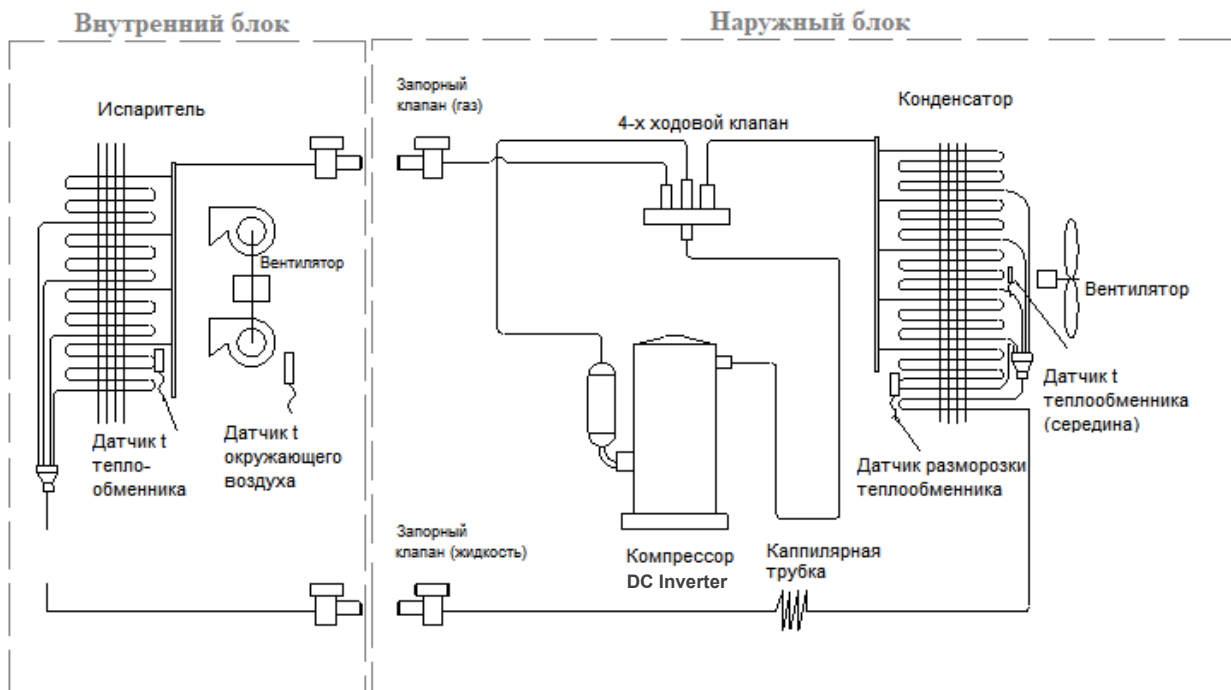 Внутренний блок
Наружный блок
Испаритель
Запорный
клапан (газ)
4-х ходовой клапан
Конденсатор
Вентилятор
Вентилятор
Датчик t
тепло-
обменника
Датчик t
окружающего
воздуха
Датчик t
теплообменника
(середина)
Датчик разморозки
теплообменника
Запорный
клапан (жидкость)
Компрессор
DC Inverter
Каппилярная
трубка